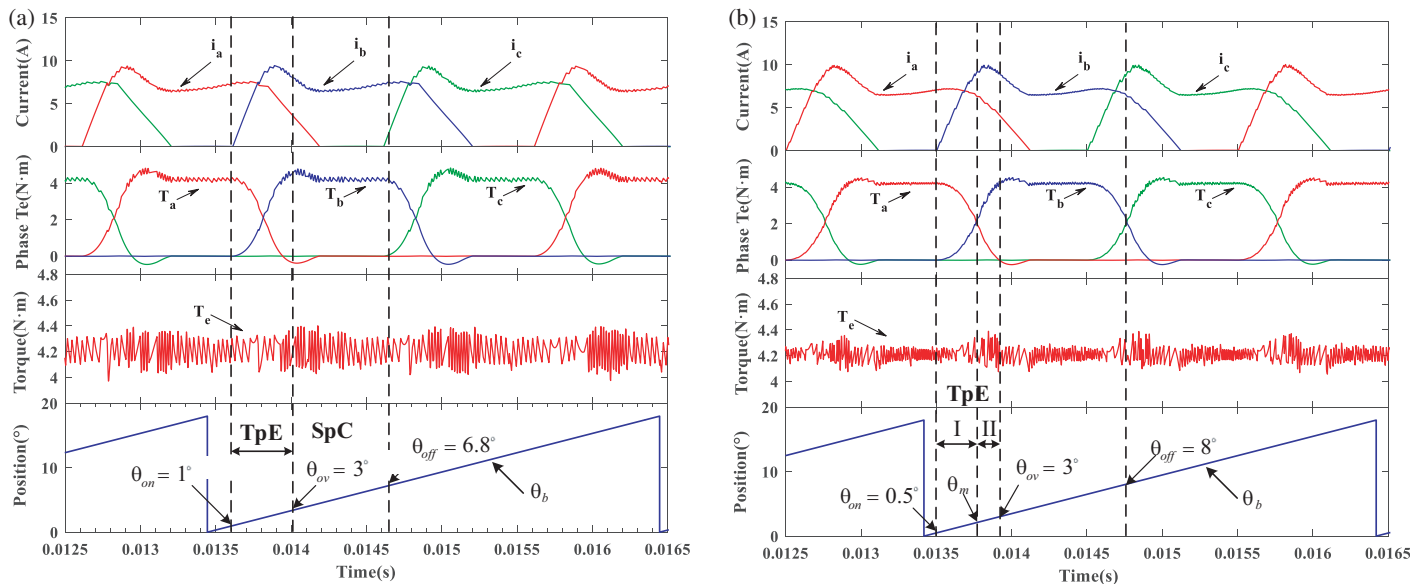 (a)
15
10
5
0
Current(A)
i_a
i_b
i_c
4
2
0
Phase Te(N·m)
T_a
T_b
T_c
4.8
4.6
4.4
4.2
4
Torque(N·m)
T_e
20
10
0
Position(°)
TpE
SpC
θ_on = 1°
θ_ov = 3°
θ_off = 6.8°
θ_b
0.0125 0.013 0.0135 0.014 0.0145 0.015 0.0155 0.016 0.0165
Time(s)
(b)
15
10
5
0
Current(A)
i_a
i_b
i_c
4
2
0
Phase Te(N·m)
T_a
T_b
T_c
4.8
4.6
4.4
4.2
4
Torque(N·m)
T_e
TpE
20
10
0
Position(°)
I
II
θ_on = 0.5°
θ_m
θ_ov = 3°
θ_off = 8°
θ_b
0.0125 0.013 0.0135 0.014 0.0145 0.015 0.0155 0.016 0.0165
Time(s)